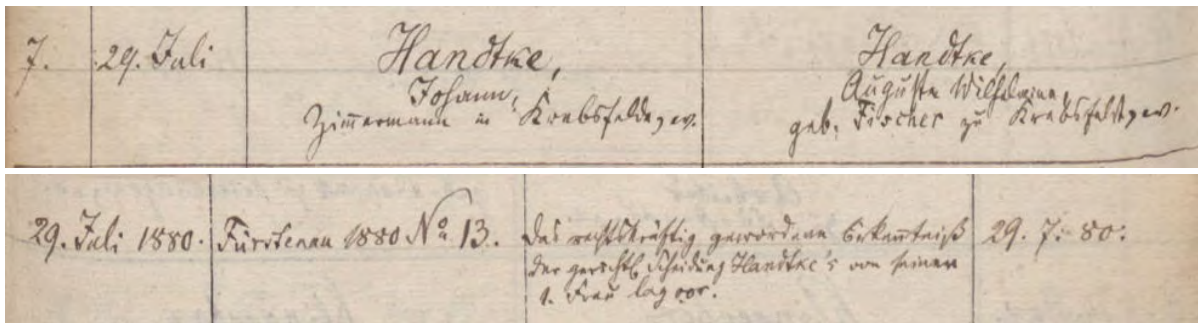 7. 29. Juli Handtke, Handtke,
Johann, Auguste Wilhelmine,
Zimmermann in Krebsfelde, ev. geb. Fischer zu Krebsfelde, ev.
29. Juli 1880. Fürstenau 1880 No. 13. Das rechtskräftig gewordene Erkenntniß 29. 7. 80.
der gerichtl. Scheidung Handtke's von seiner
1. Frau lag vor.